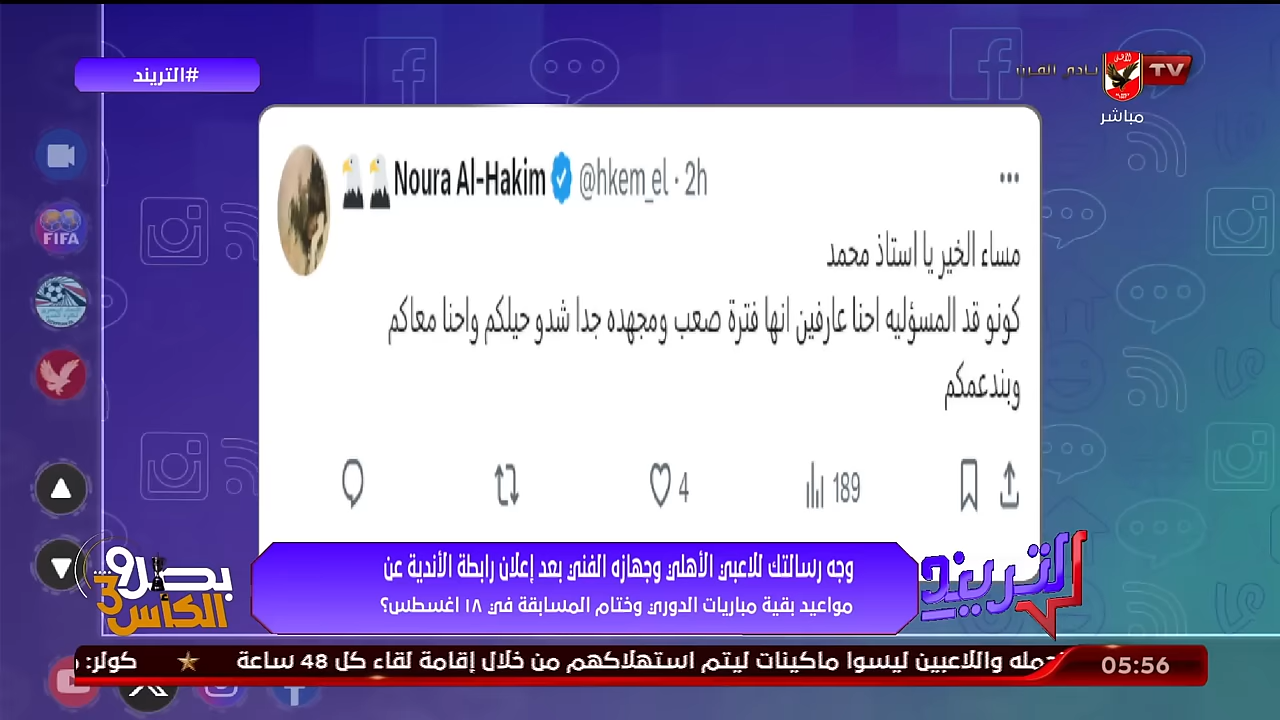 #التريند
TV
مباشر
Noura Al-Hakim @hkem_el · 2h
مساء الخير يا استاذ محمد
كونو قد المسؤليه احنا عارفين انها فترة صعب ومجهده جدا شدو حيلكم واحنا معاكم
وبندعمكم
4
189
FIFA
وجه رسالتك للاعبي الأهلي وجهازه الفني بعد إعلان رابطة الأندية عن
مواعيد بقية مباريات الدوري وختام المسابقة في ١٨ اغسطس؟
التريند
3
الكأس
واللاعبين ليسوا ماكينات ليتم استهلاكهم من خلال إقامة لقاء كل 48 ساعة
كولر:
05:56